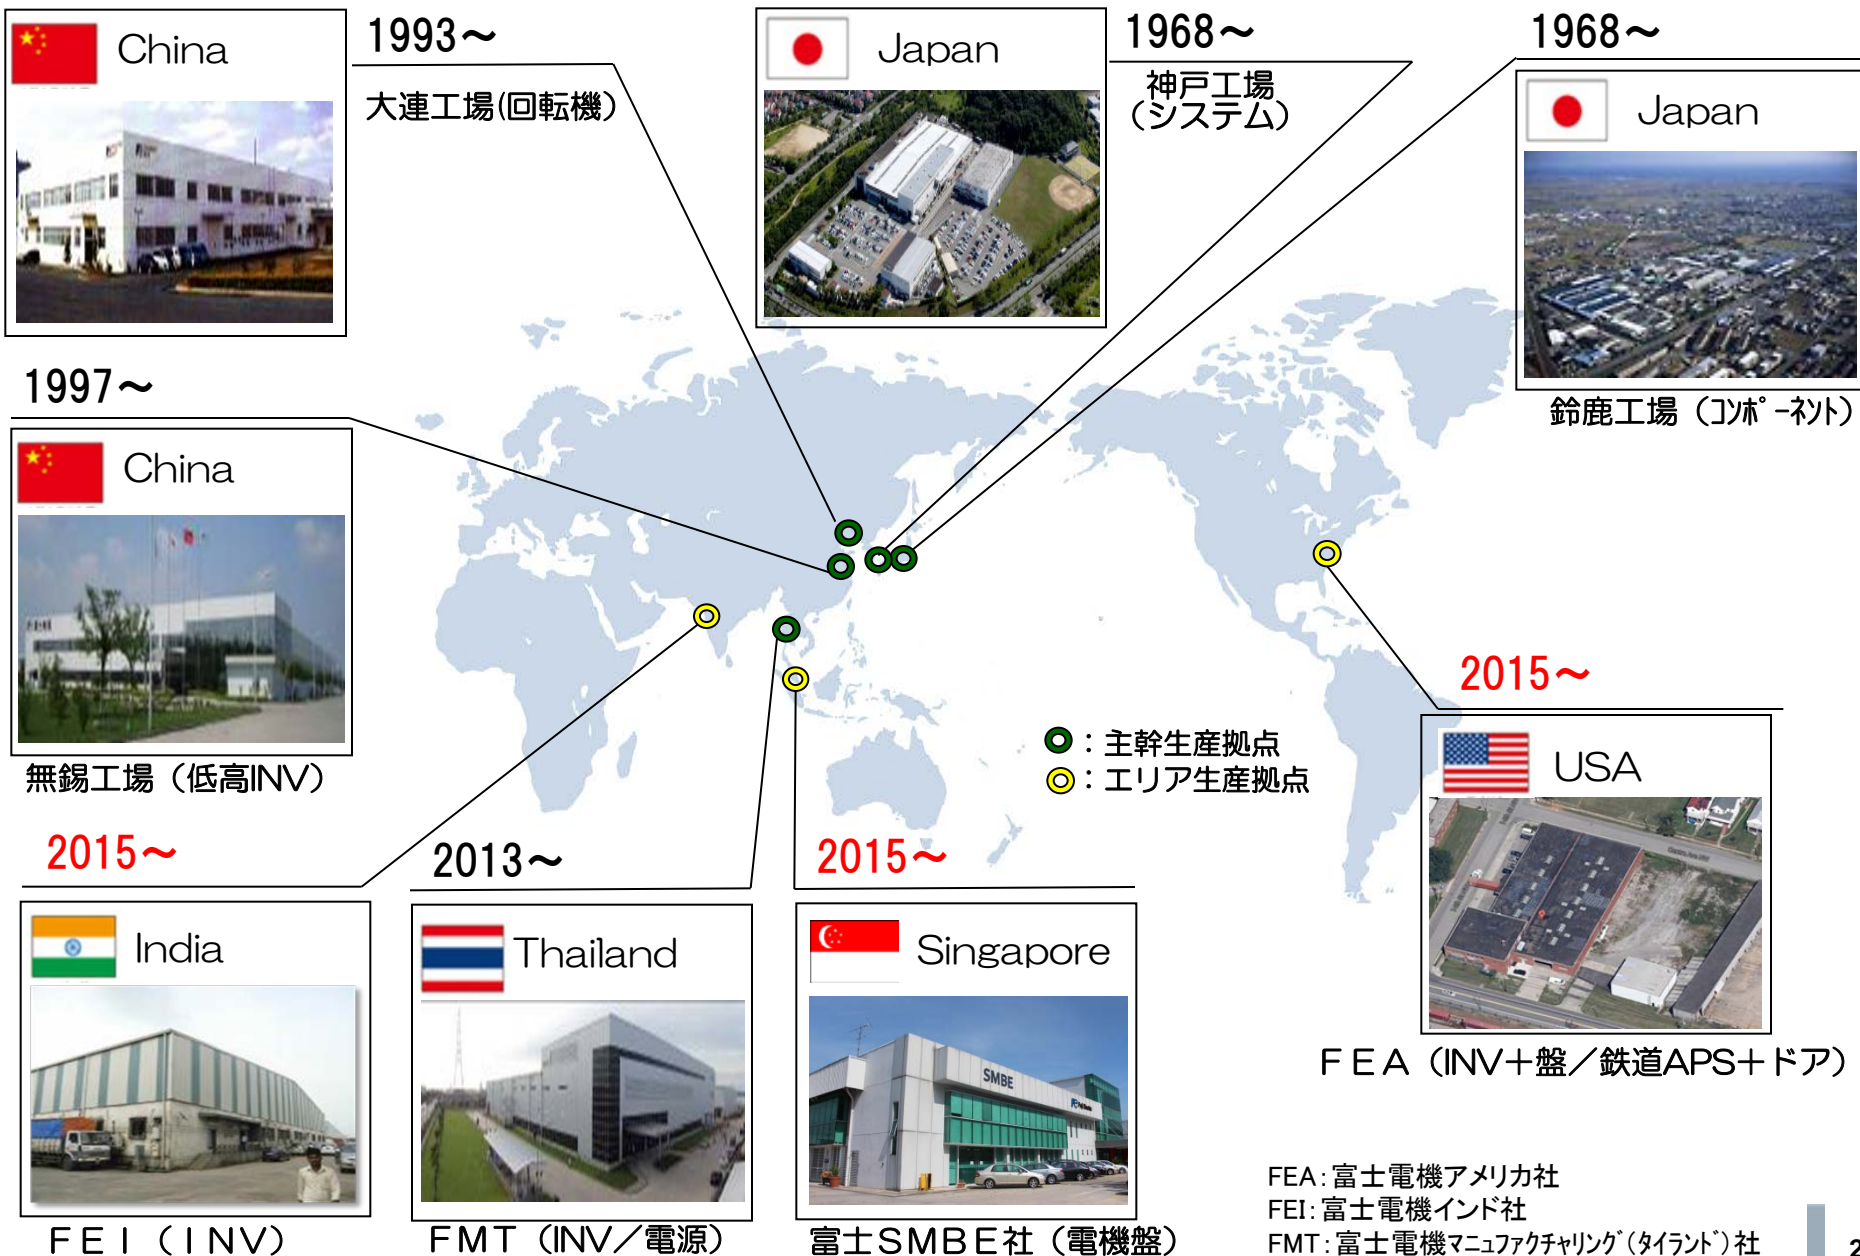 China
1993～
大連工場(回転機)
Japan
1968～
神戸工場
（システム）
1968～
Japan
鈴鹿工場（ｺﾝﾎﾟｰﾈﾝﾄ）
1997～
China
無錫工場（低高INV）
：主幹生産拠点
：エリア生産拠点
2015～
USA
ＦＥＡ（INV＋盤／鉄道APS＋ドア）
2015～
India
ＦＥＩ（ＩＮＶ）
2013～
Thailand
ＦＭＴ（INV／電源）
2015～
Singapore
SMBE
富士ＳＭＢＥ社（電機盤）
FEA：富士電機アメリカ社
FEI：富士電機インド社
FMT：富士電機ﾏﾆｭﾌｧｸﾁｬﾘﾝｸﾞ（ﾀｲﾗﾝﾄﾞ）社
2